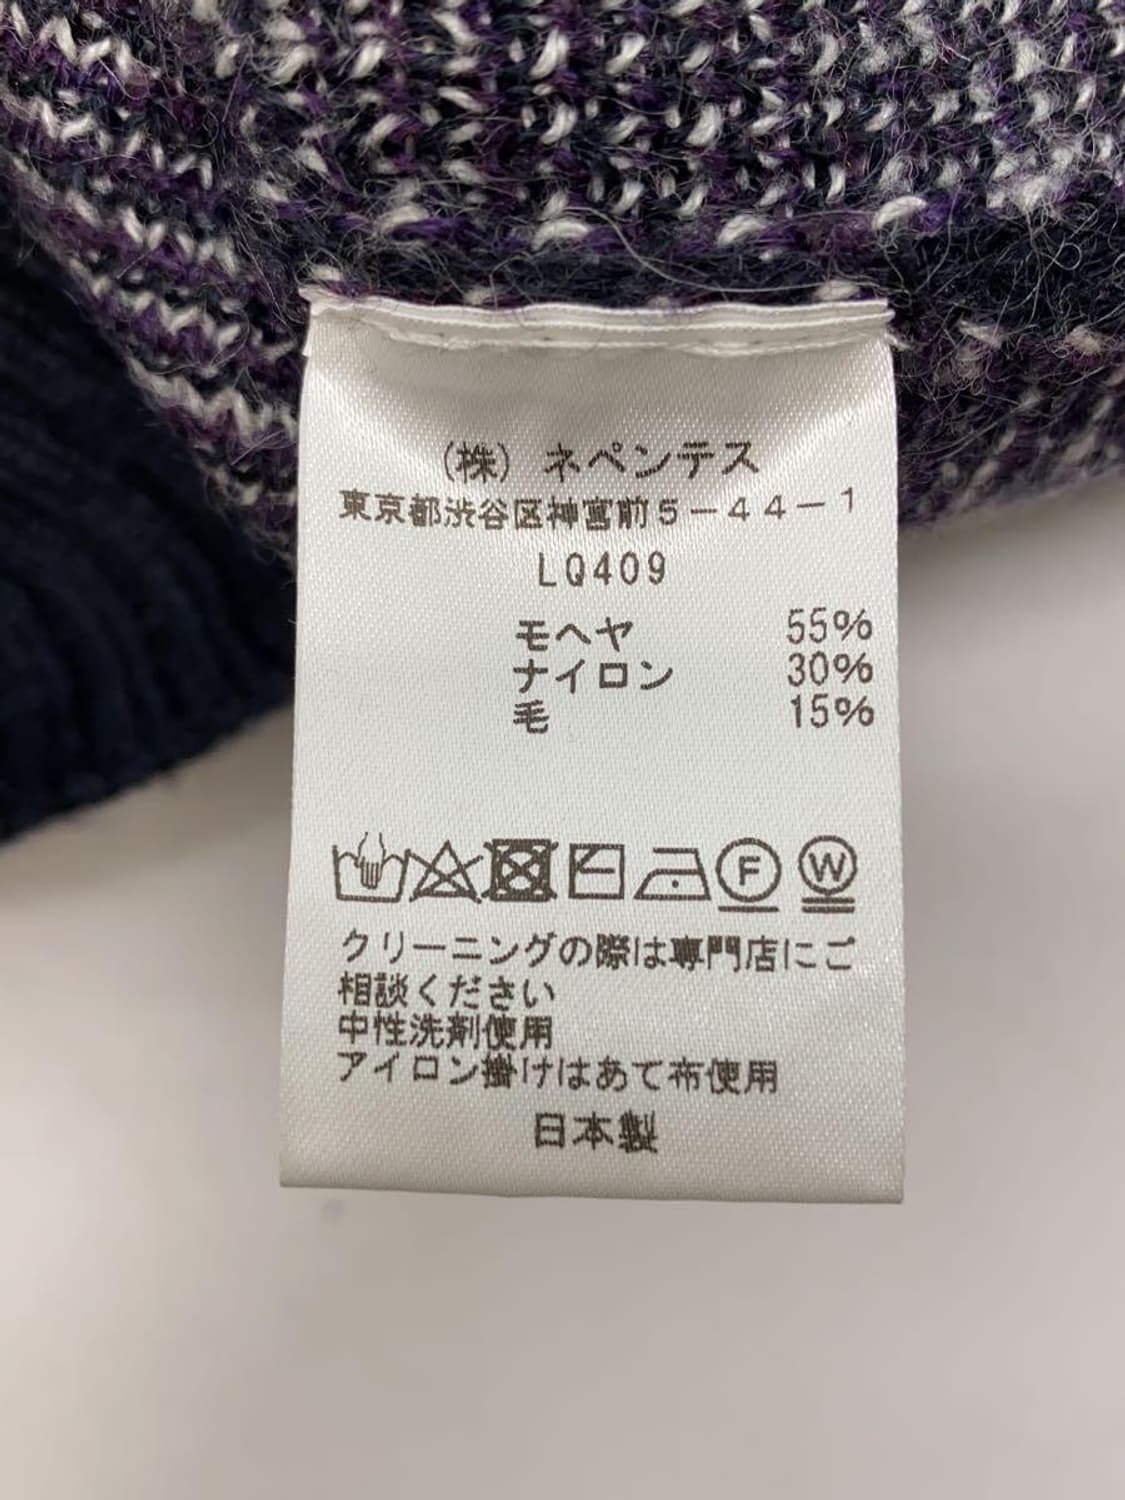 (株) ネペンテス
東京都渋谷区神宮前5-44-1
LQ409
モヘヤ 55%
ナイロン 30%
毛 15%
F W
クリーニングの際は専門店にご
相談ください
中性洗剤使用
アイロン掛けはあて布使用
日本製